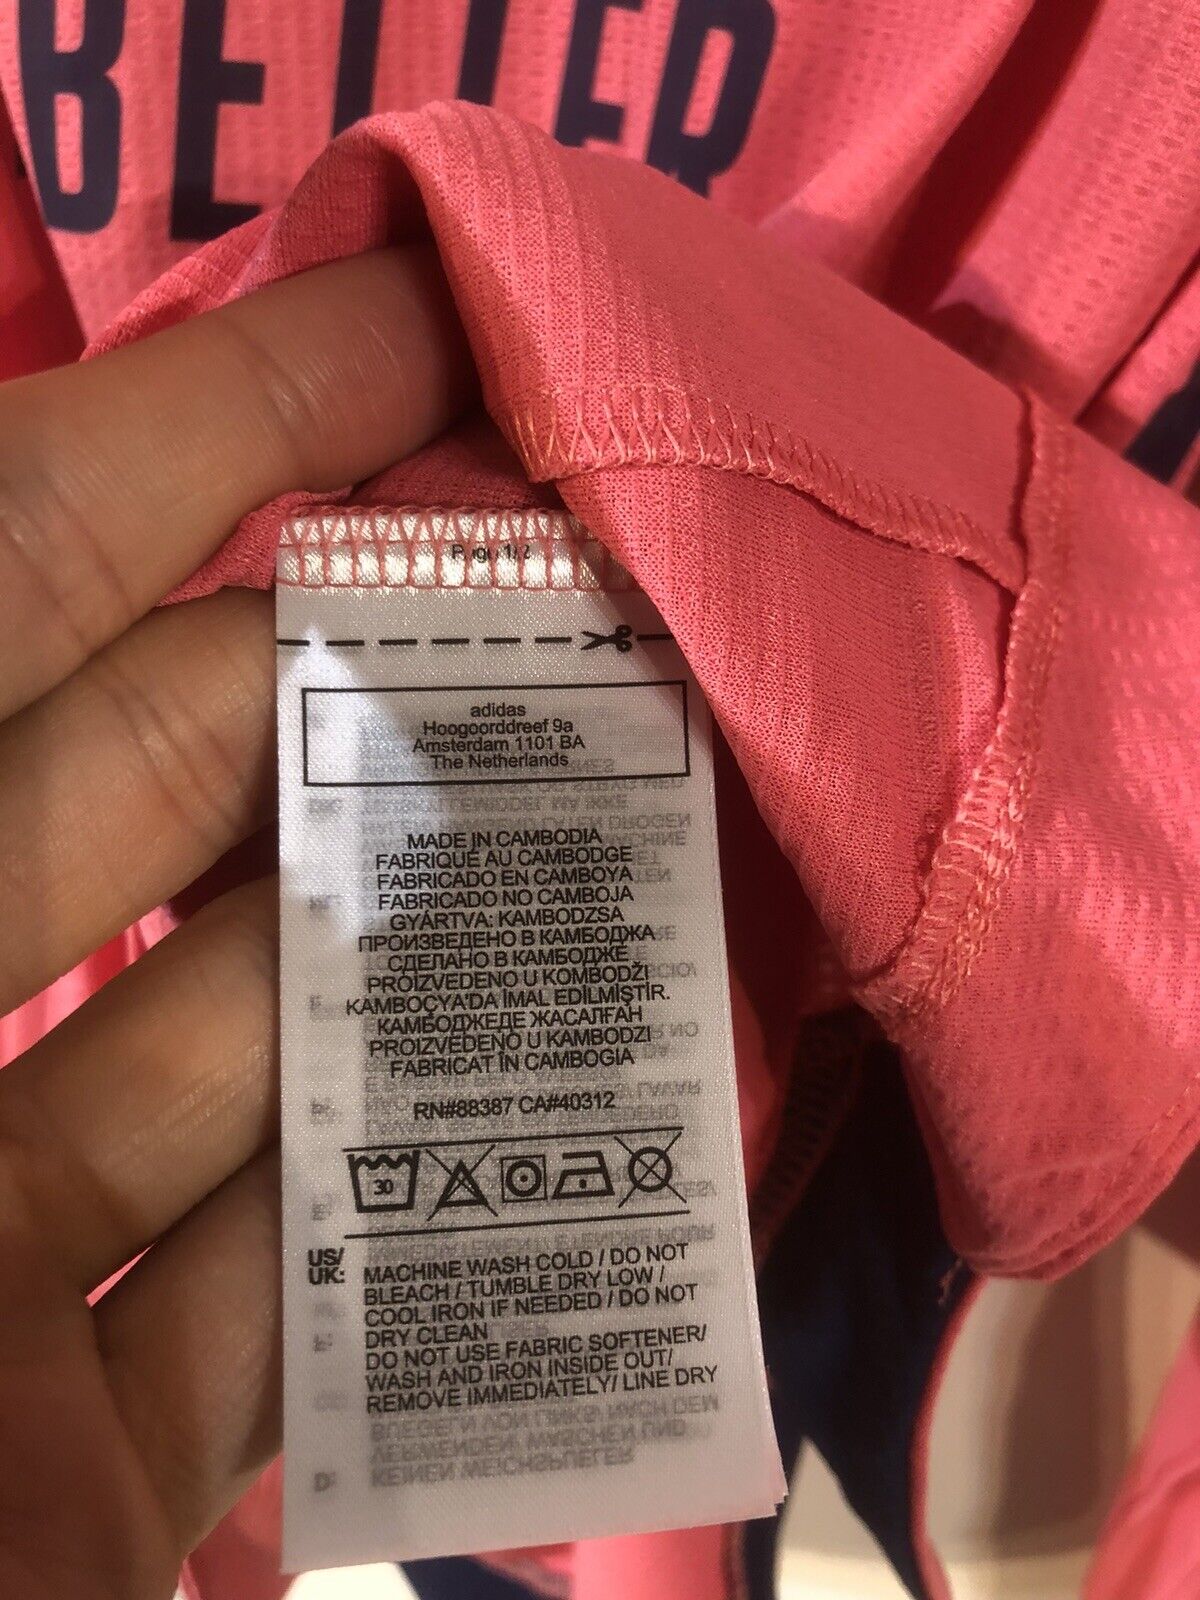 BETTER
Page 1/2
adidas
Hoogoorddreef 9a
Amsterdam 1101 BA
The Netherlands
MADE IN CAMBODIA
FABRIQUÉ AU CAMBODGE
FABRICADO EN CAMBOYA
FABRICADO NO CAMBOJA
GYÁRTVA: KAMBODZSA
ПРОИЗВЕДЕНО В КАМБОДЖА
СДЕЛАНО В КАМБОДЖЕ
PROIZVEDENO U KOMBODŽI
KAMBOÇYA'DA İMAL EDİLMİŞTİR.
КАМБОДЖЕДЕ ЖАСАЛҒАН
PROIZVEDENO U KAMBODZI
FABRICAT ÎN CAMBOGIA
RN#88387 CA#40312
30
US/
UK: MACHINE WASH COLD / DO NOT
BLEACH / TUMBLE DRY LOW /
COOL IRON IF NEEDED / DO NOT
DRY CLEAN
DO NOT USE FABRIC SOFTENER/
WASH AND IRON INSIDE OUT/
REMOVE IMMEDIATELY/ LINE DRY